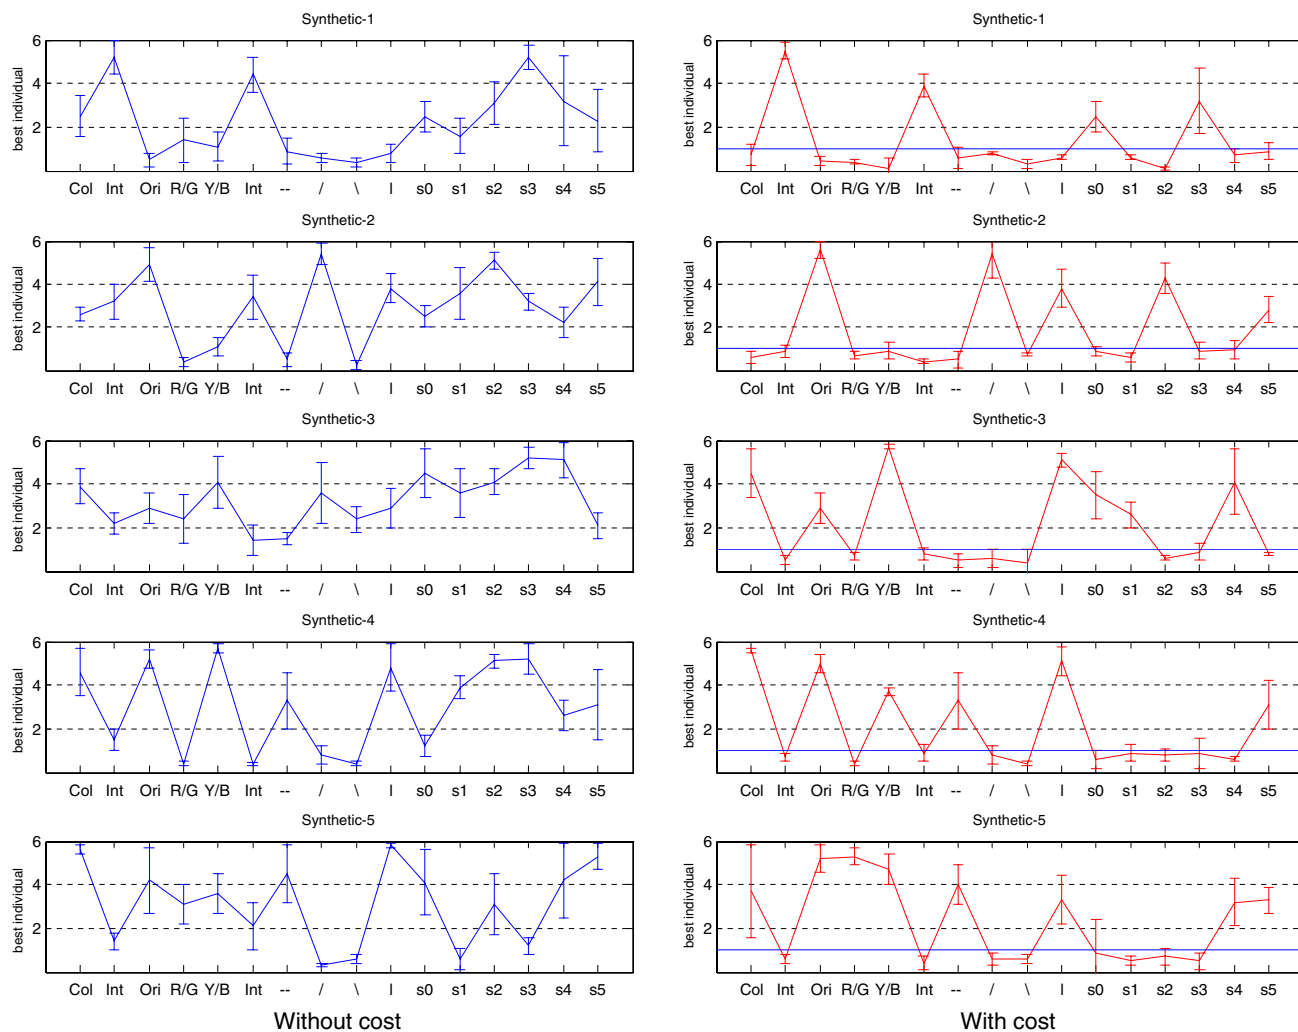 Synthetic-1
best individual
6
4
2
Col Int Ori R/G Y/B Int -- / \ I s0 s1 s2 s3 s4 s5
Synthetic-2
best individual
6
4
2
Col Int Ori R/G Y/B Int -- / \ I s0 s1 s2 s3 s4 s5
Synthetic-3
best individual
6
4
2
Col Int Ori R/G Y/B Int -- / \ I s0 s1 s2 s3 s4 s5
Synthetic-4
best individual
6
4
2
Col Int Ori R/G Y/B Int -- / \ I s0 s1 s2 s3 s4 s5
Synthetic-5
best individual
6
4
2
Col Int Ori R/G Y/B Int -- / \ I s0 s1 s2 s3 s4 s5
Without cost
Synthetic-1
best individual
6
4
2
Col Int Ori R/G Y/B Int -- / \ I s0 s1 s2 s3 s4 s5
Synthetic-2
best individual
6
4
2
Col Int Ori R/G Y/B Int -- / \ I s0 s1 s2 s3 s4 s5
Synthetic-3
best individual
6
4
2
Col Int Ori R/G Y/B Int -- / \ I s0 s1 s2 s3 s4 s5
Synthetic-4
best individual
6
4
2
Col Int Ori R/G Y/B Int -- / \ I s0 s1 s2 s3 s4 s5
Synthetic-5
best individual
6
4
2
Col Int Ori R/G Y/B Int -- / \ I s0 s1 s2 s3 s4 s5
With cost